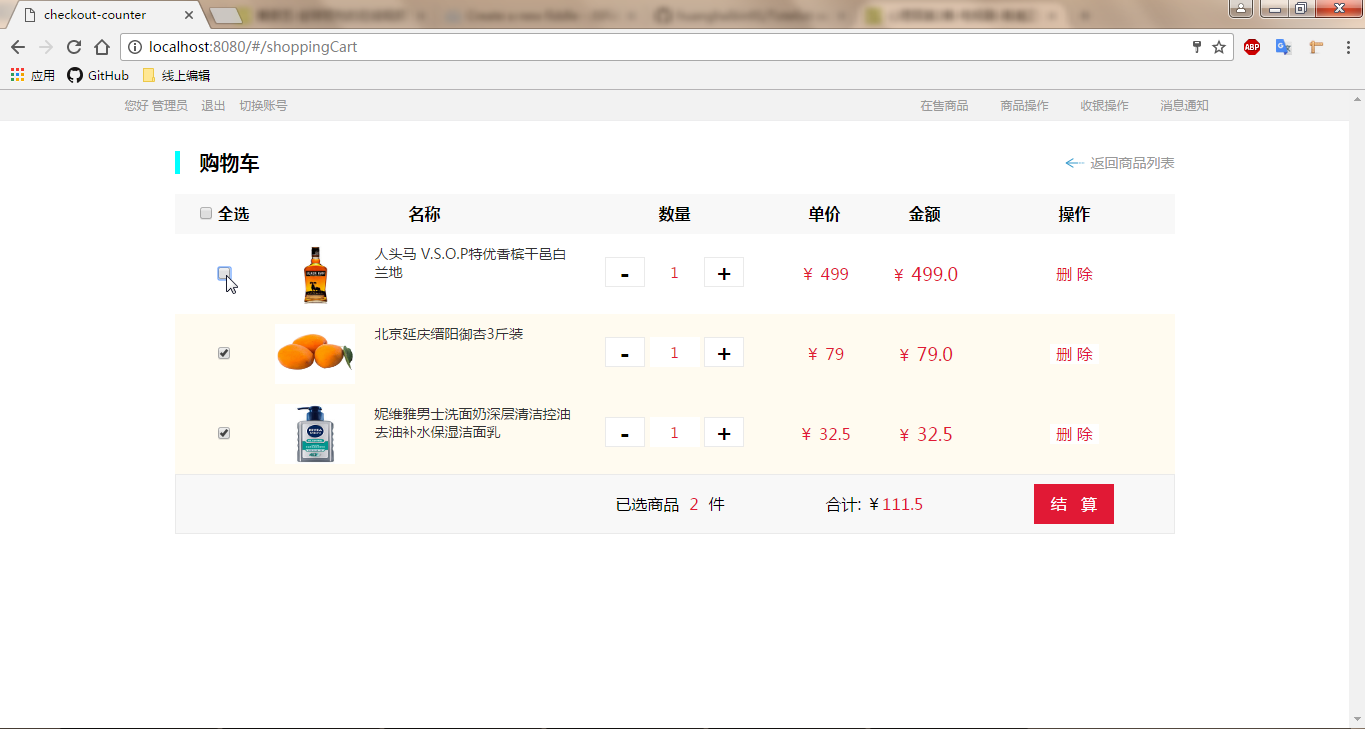 checkout-counter
localhost:8080/#/shoppingCart
ABP
应用 GitHub 线上编辑
您好 管理员 退出 切换账号 在售商品 商品操作 收银操作 消息通知
购物车 返回商品列表
全选 名称 数量 单价 金额 操作
人头马 V.S.O.P特优香槟干邑白
兰地
- 1 + ￥ 499 ￥ 499.0 删 除
北京延庆缙阳御杏3斤装
- 1 + ￥ 79 ￥ 79.0 删 除
妮维雅男士洗面奶深层清洁控油
去油补水保湿洁面乳
- 1 + ￥ 32.5 ￥ 32.5 删 除
已选商品 2 件 合计: ￥111.5 结 算